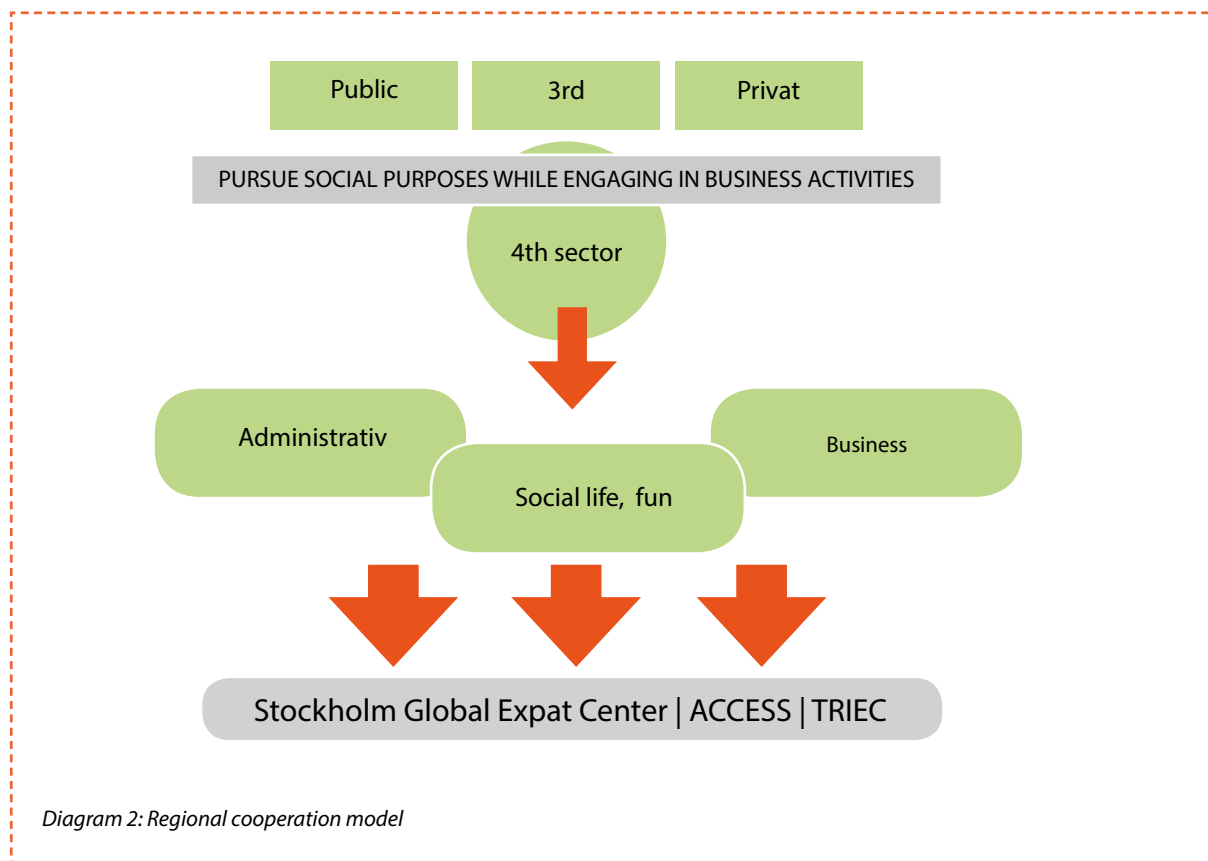 Public
3rd
Privat
PURSUE SOCIAL PURPOSES WHILE ENGAGING IN BUSINESS ACTIVITIES
4th sector
Administrativ
Business
Social life, fun
Stockholm Global Expat Center | ACCESS | TRIEC
Diagram 2: Regional cooperation model